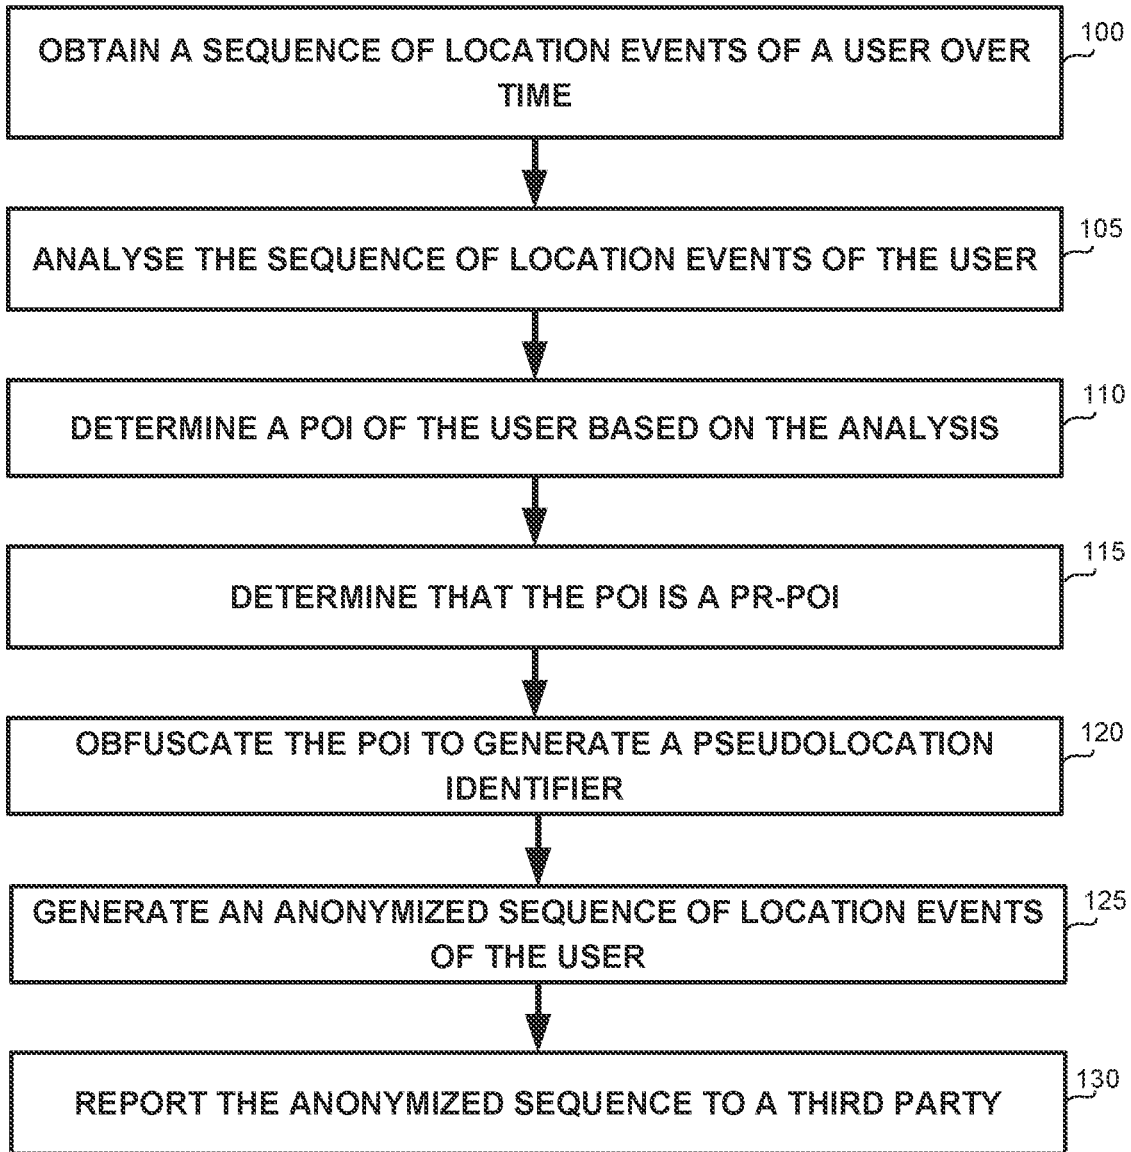 OBTAIN A SEQUENCE OF LOCATION EVENTS OF A USER OVER
TIME
100
ANALYSE THE SEQUENCE OF LOCATION EVENTS OF THE USER
105
DETERMINE A POI OF THE USER BASED ON THE ANALYSIS
110
DETERMINE THAT THE POI IS A PR-POI
115
OBFUSCATE THE POI TO GENERATE A PSEUDOLOCATION
IDENTIFIER
120
GENERATE AN ANONYMIZED SEQUENCE OF LOCATION EVENTS
OF THE USER
125
REPORT THE ANONYMIZED SEQUENCE TO A THIRD PARTY
130